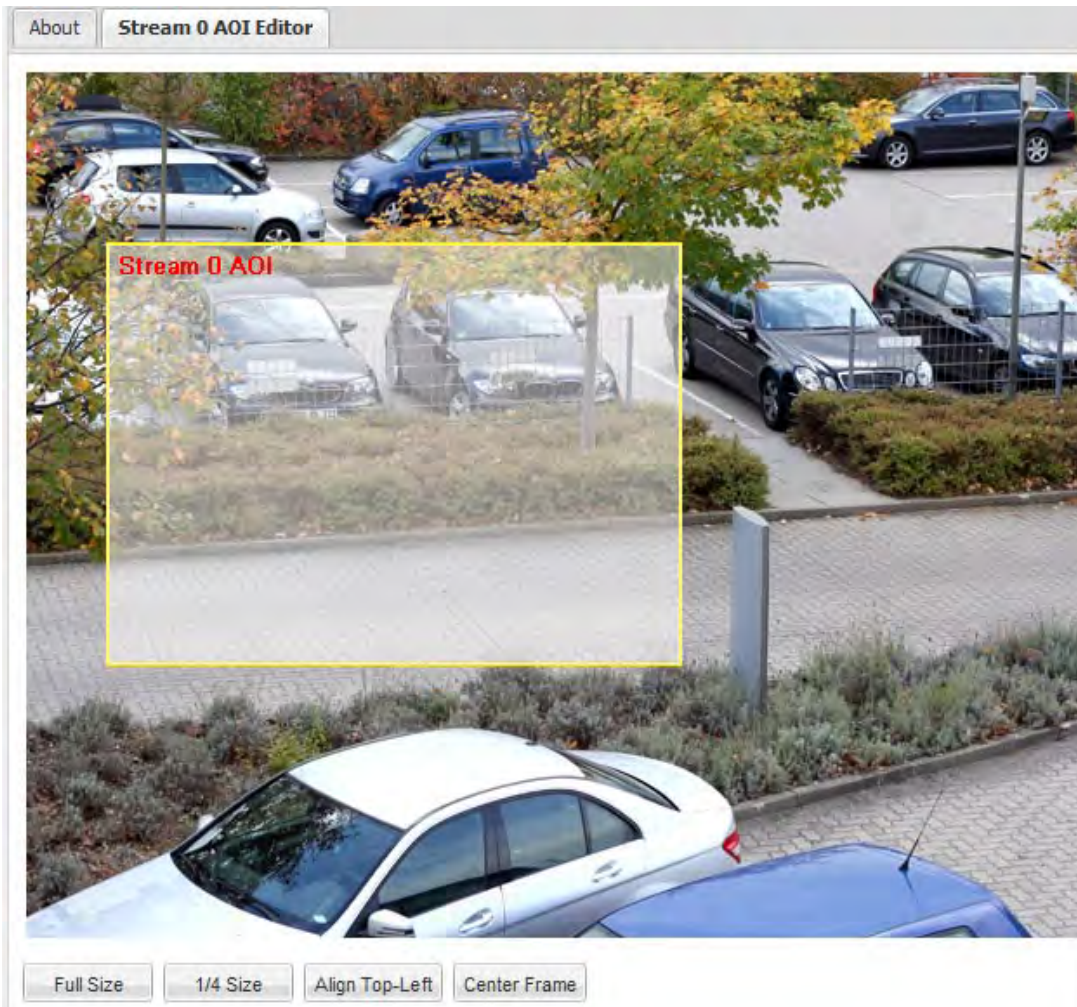 About
Stream 0 AOI Editor
Stream 0 AOI
Full Size
1/4 Size
Align Top-Left
Center Frame